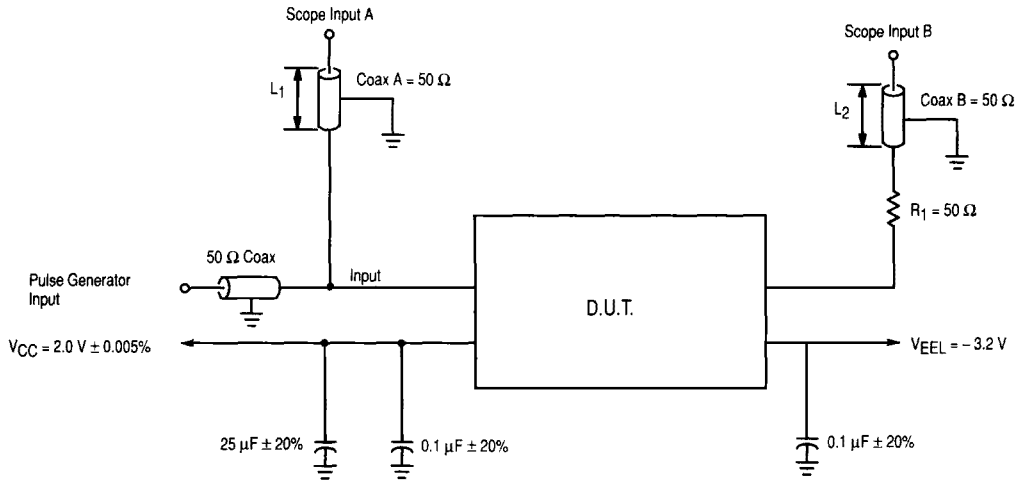 Scope Input A
L1
Coax A = 50 Ω
Scope Input B
L2
Coax B = 50 Ω
R1 = 50 Ω
50 Ω Coax
Input
Pulse Generator
Input
D.U.T.
VCC = 2.0 V ± 0.005%
VEEL = – 3.2 V
25 µF ± 20%
0.1 µF ± 20%
0.1 µF ± 20%